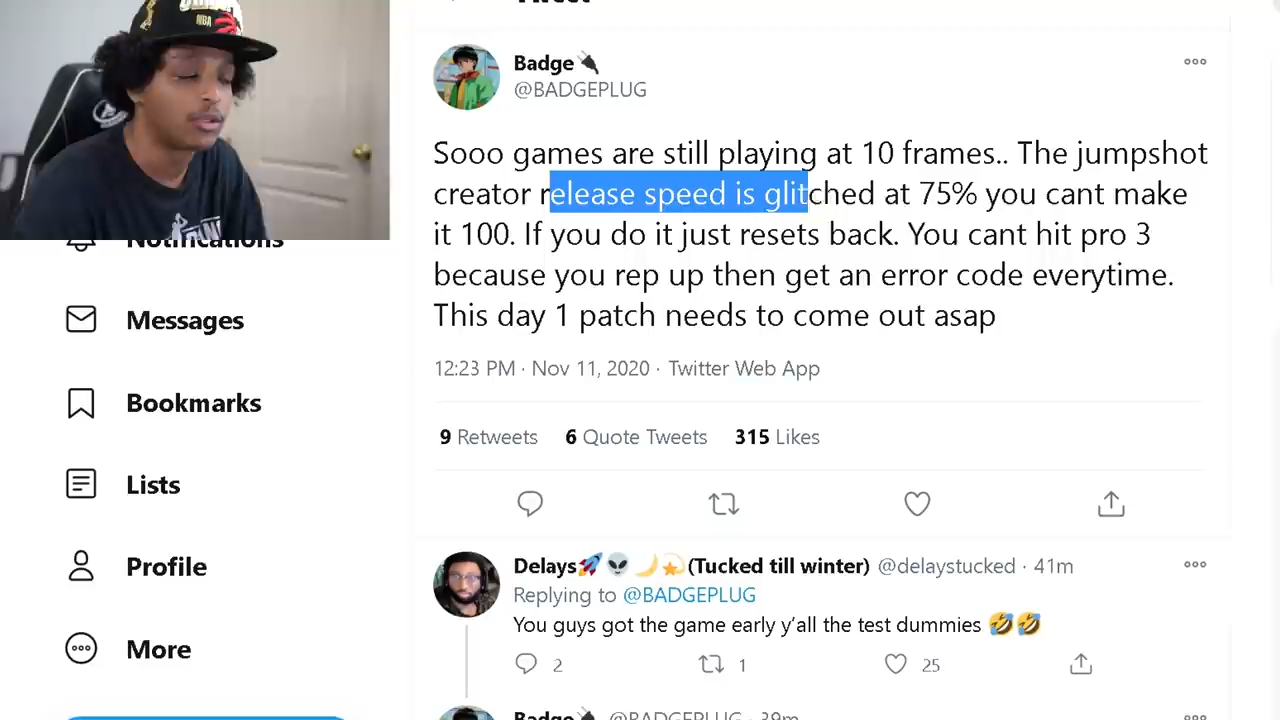 Tweet
NBA
Badge🔌
@BADGEPLUG
Sooo games are still playing at 10 frames.. The jumpshot
creator release speed is glitched at 75% you cant make
it 100. If you do it just resets back. You cant hit pro 3
because you rep up then get an error code everytime.
This day 1 patch needs to come out asap
12:23 PM · Nov 11, 2020 · Twitter Web App
9 Retweets 6 Quote Tweets 315 Likes
Notifications
Messages
Bookmarks
Lists
Profile
More
Delays🚀👽🌙💫(Tucked till winter) @delaystucked · 41m
Replying to @BADGEPLUG
You guys got the game early y'all the test dummies 🤣🤣
2 1 25
Badge🔌 @BADGEPLUG · 39m